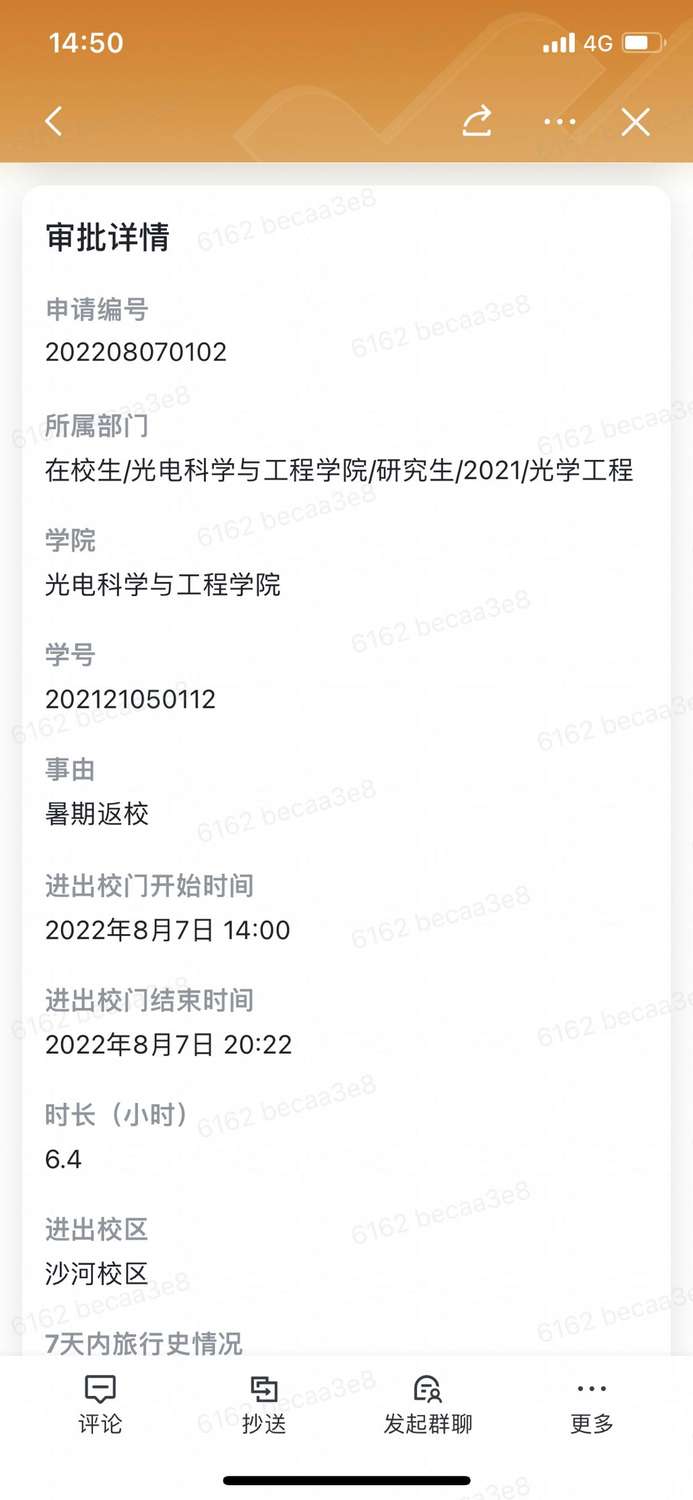 14:50
4G
审批详情
申请编号
202208070102
所属部门
在校生/光电科学与工程学院/研究生/2021/光学工程
学院
光电科学与工程学院
学号
202121050112
事由
暑期返校
进出校门开始时间
2022年8月7日 14:00
进出校门结束时间
2022年8月7日 20:22
时长（小时）
6.4
进出校区
沙河校区
7天内旅行史情况
评论
抄送
发起群聊
更多
6162 becaa3e8